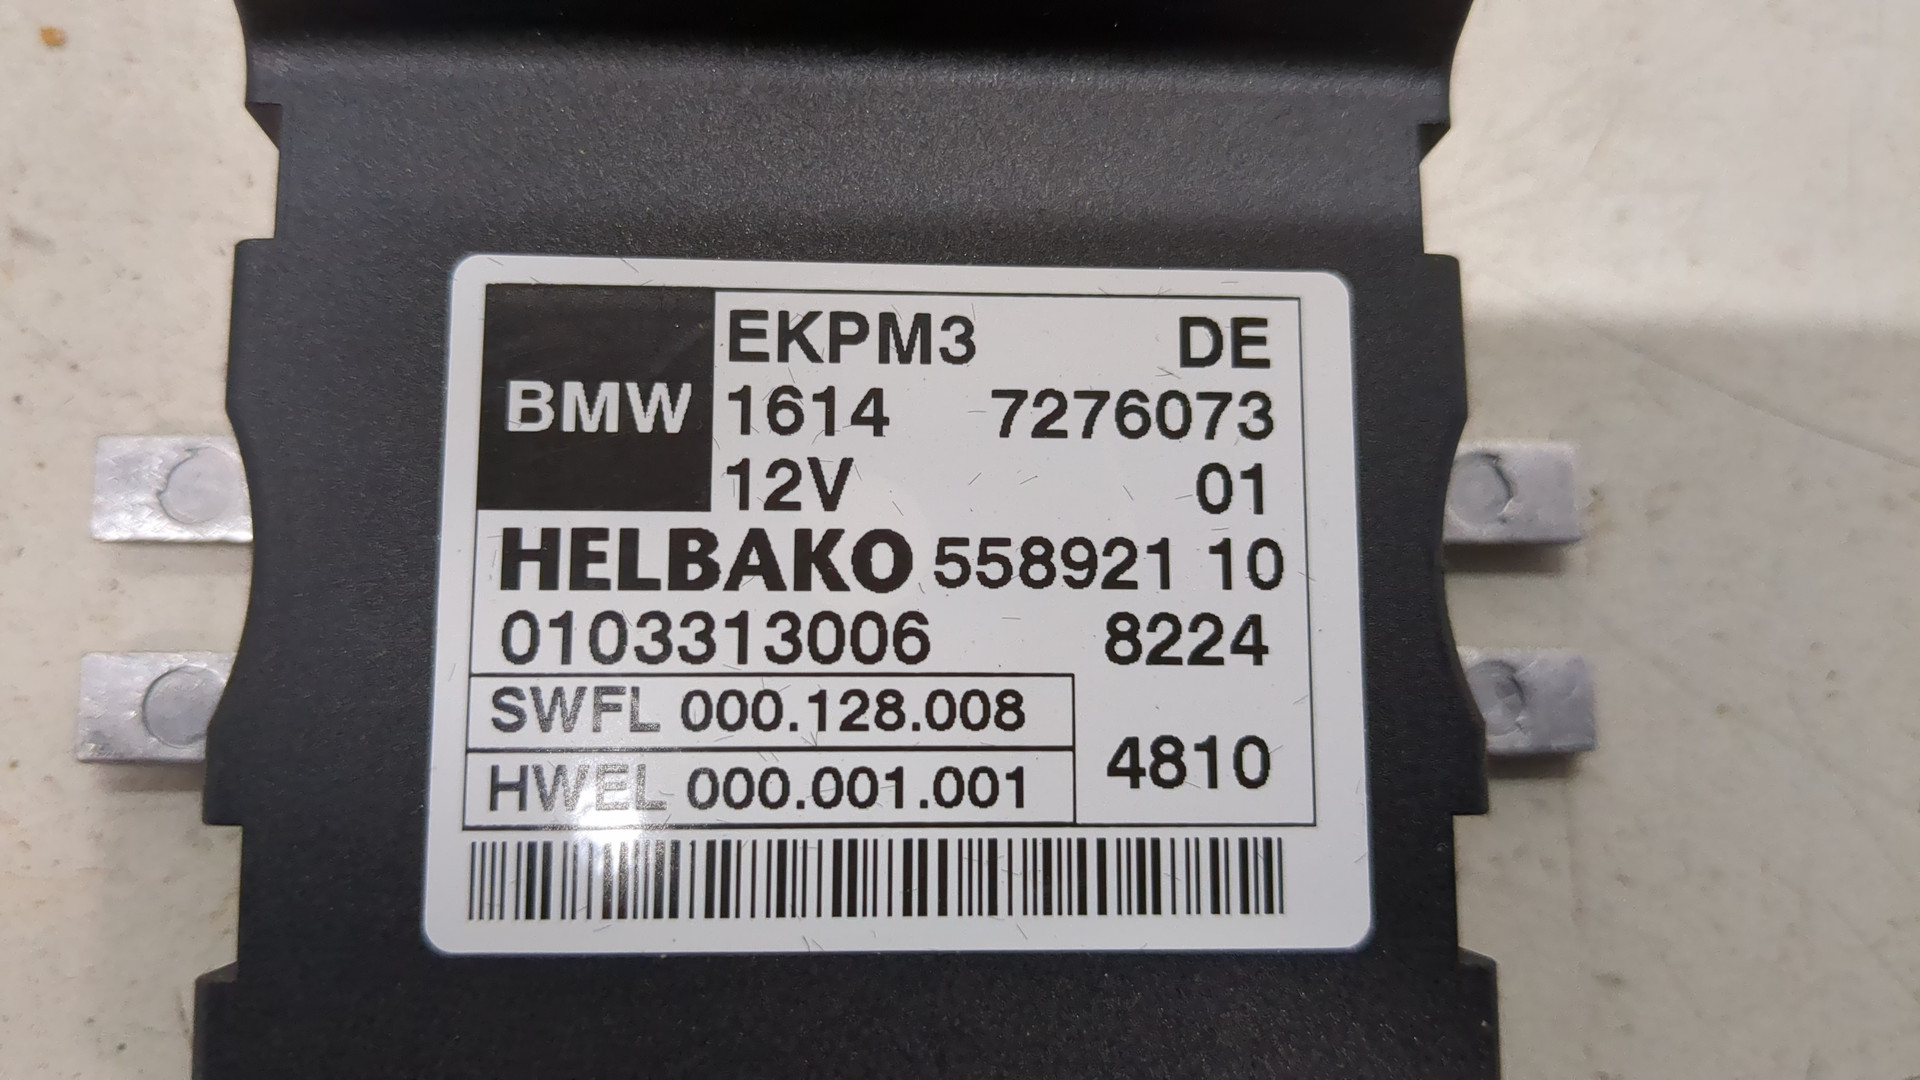 EKPM3 DE
BMW 1614 7276073
12V 01
HELBAKO 558921 10
0103313006 8224
SWFL 000.128.008
4810
HWEL 000.001.001